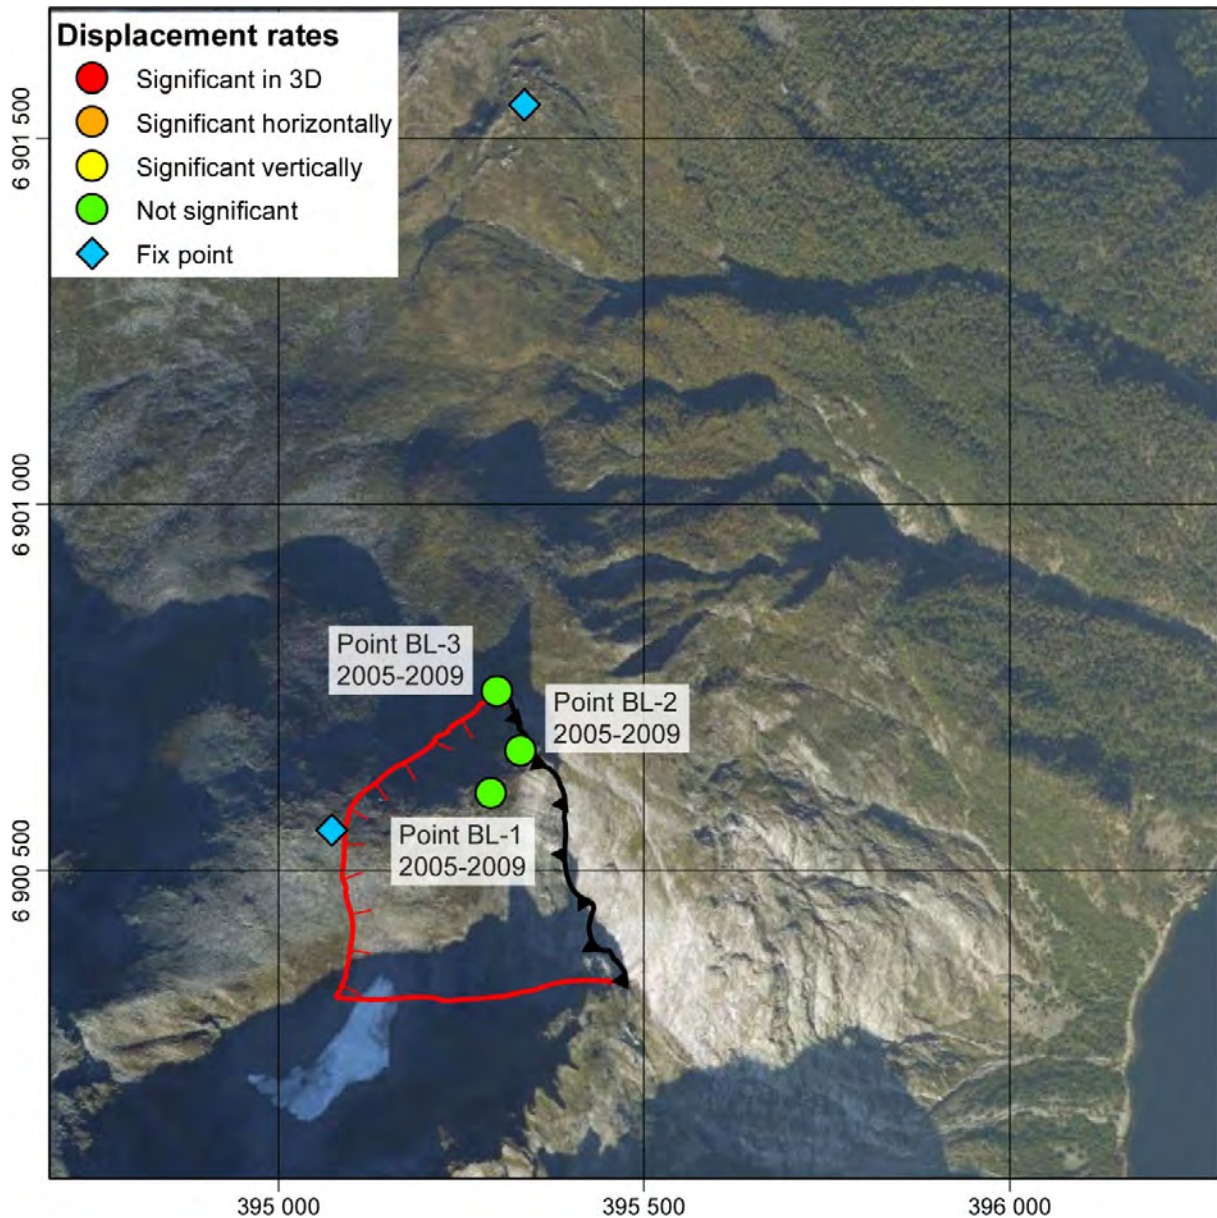 Displacement rates
Significant in 3D
Significant horizontally
Significant vertically
Not significant
Fix point
6 901 500
6 901 000
6 900 500
Point BL-3
2005-2009
Point BL-2
2005-2009
Point BL-1
2005-2009
395 000
395 500
396 000